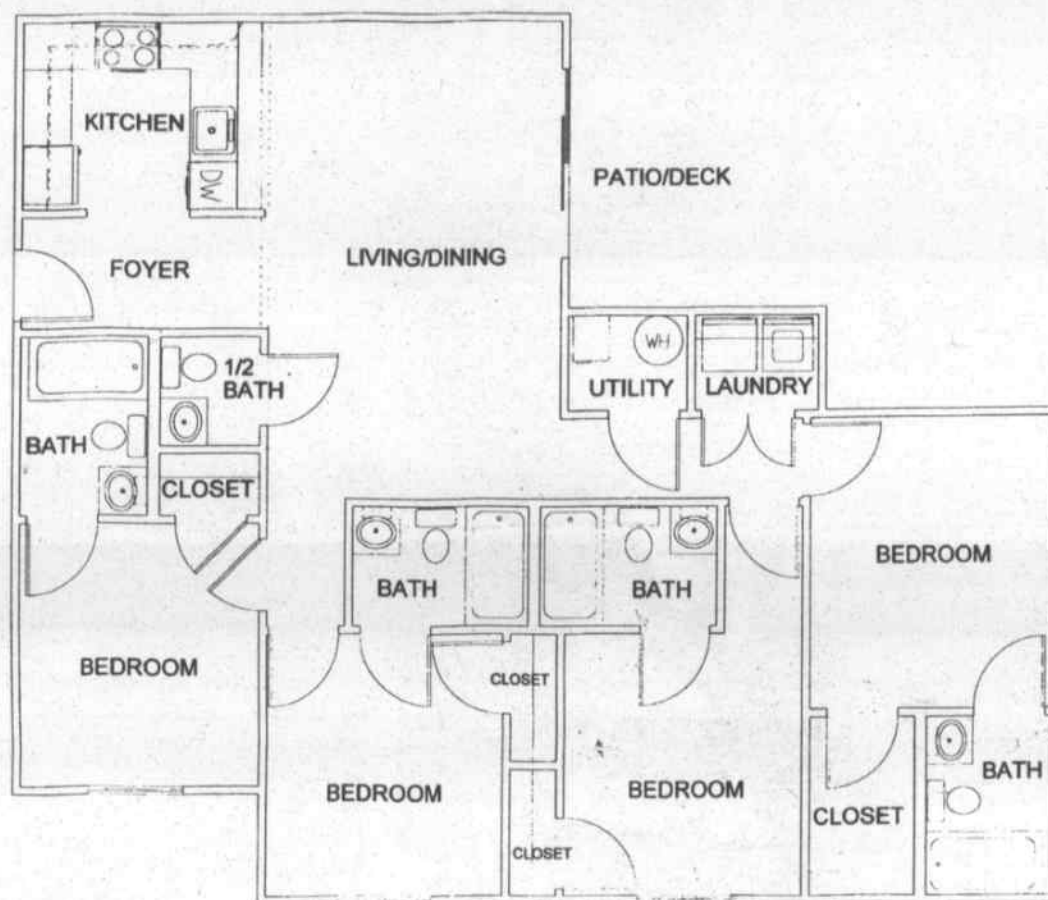 KITCHEN
DW
PATIO/DECK
FOYER
LIVING/DINING
1/2
BATH
WH
UTILITY
LAUNDRY
BATH
CLOSET
BEDROOM
BATH
BATH
BEDROOM
CLOSET
BEDROOM
BEDROOM
BATH
CLOSET
CLOSET